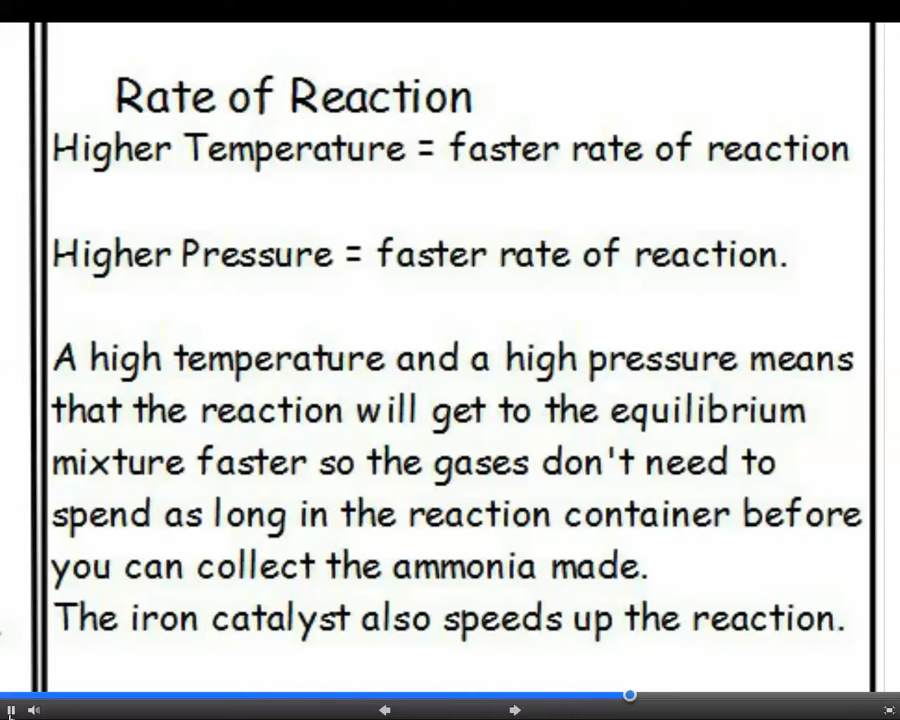 Rate of Reaction
Higher Temperature = faster rate of reaction
Higher Pressure = faster rate of reaction.
A high temperature and a high pressure means
that the reaction will get to the equilibrium
mixture faster so the gases don't need to
spend as long in the reaction container before
you can collect the ammonia made.
The iron catalyst also speeds up the reaction.